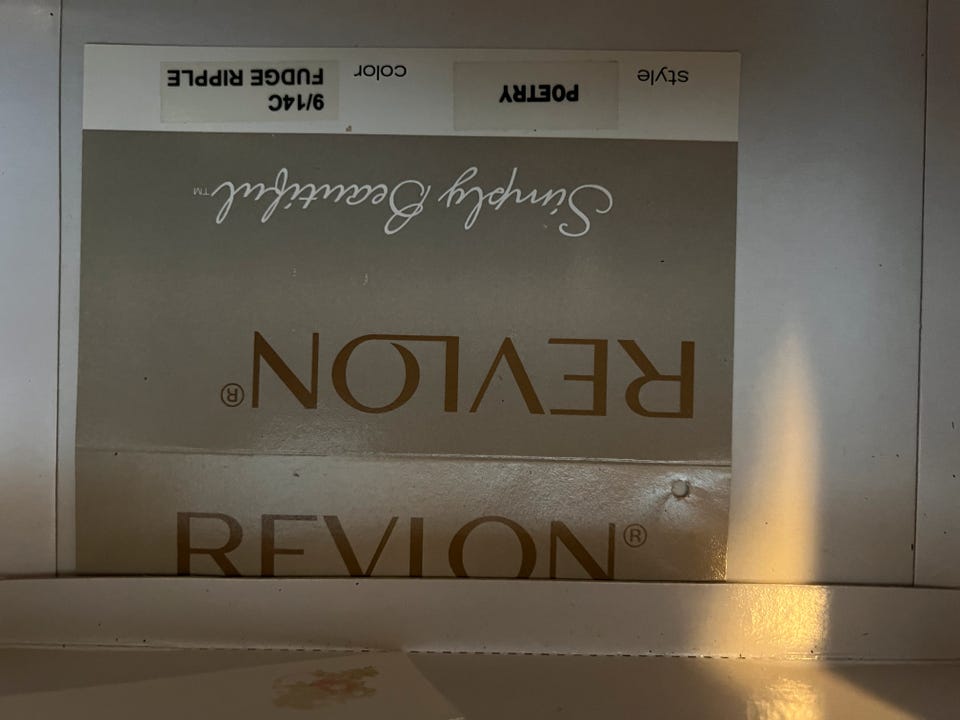 style POETRY color 9/14C
FUDGE RIPPLE
Simply Beautiful™
REVLON®
REVLON®